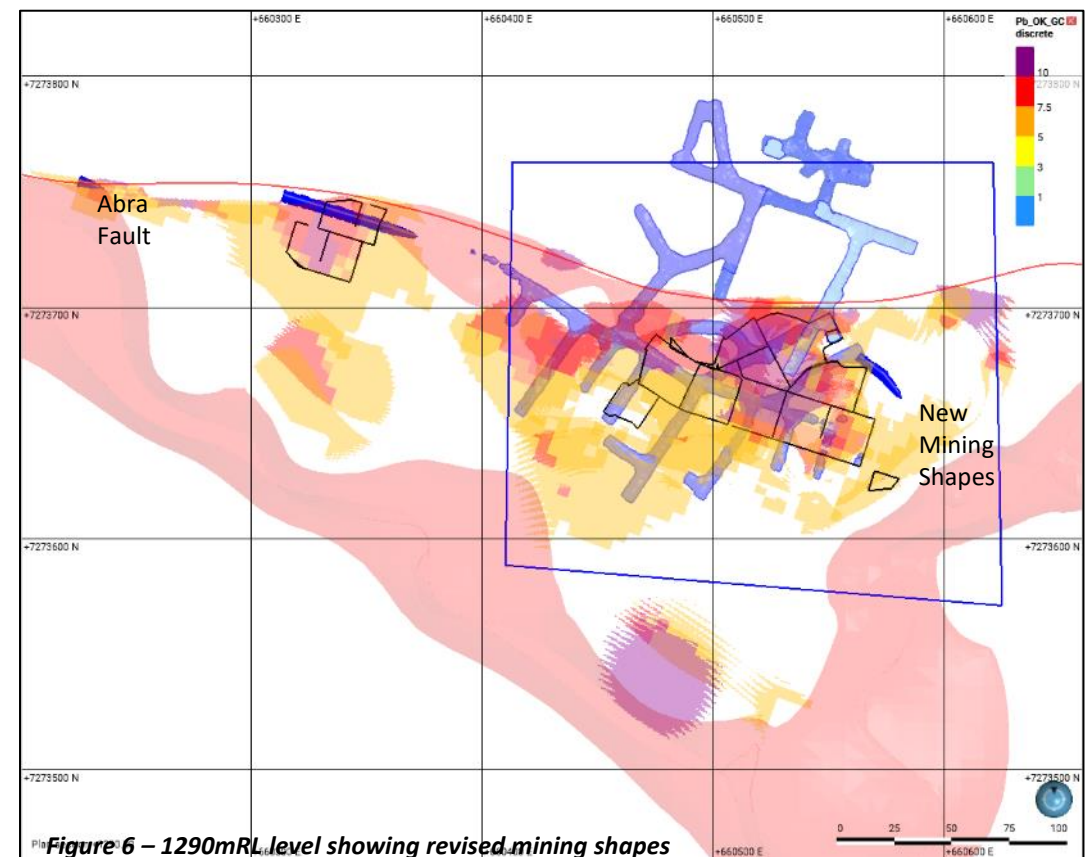 +660300 E
+660400 E
+660500 E
+660600 E
Pb_OK_GC
discrete
10
7.5
5
3
1
+7273800 N
7273800 N
Abra
Fault
+7273700 N
+7273700 N
New
Mining
Shapes
+7273600 N
+7273600 N
+7273500 N
+7273500 N
0 25 50 75 100
Figure 6 – 1290mRL level showing revised mining shapes
+660500 E
+660600 E